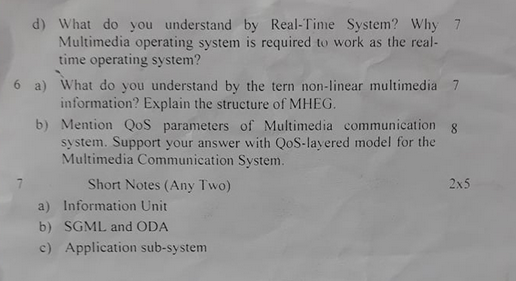 d) What do you understand by Real-Time System? Why 7
Multimedia operating system is required to work as the real-
time operating system?
6 a) What do you understand by the tern non-linear multimedia 7
information? Explain the structure of MHEG.
b) Mention QoS parameters of Multimedia communication 8
system. Support your answer with QoS-layered model for the
Multimedia Communication System.
7 Short Notes (Any Two) 2x5
a) Information Unit
b) SGML and ODA
c) Application sub-system